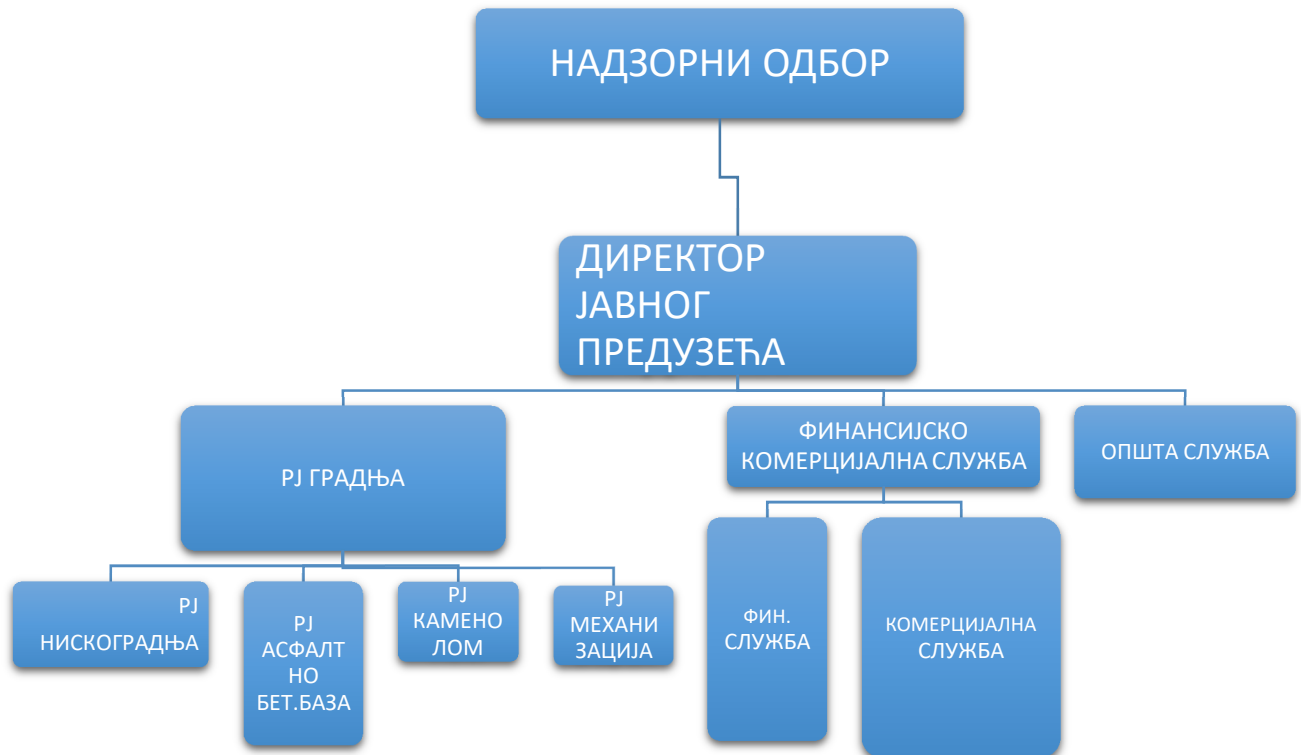 НАДЗОРНИ ОДБОР
ДИРЕКТОР
ЈАВНОГ
ПРЕДУЗЕЋА
РЈ ГРАДЊА
ФИНАНСИЈСКО
КОМЕРЦИЈАЛНА СЛУЖБА
ОПШТА СЛУЖБА
РЈ
НИСКОГРАДЊА
РЈ
АСФАЛТ
НО
БЕТ.БАЗА
РЈ
КАМЕНО
ЛОМ
РЈ
МЕХАНИ
ЗАЦИЈА
ФИН.
СЛУЖБА
КОМЕРЦИЈАЛНА
СЛУЖБА